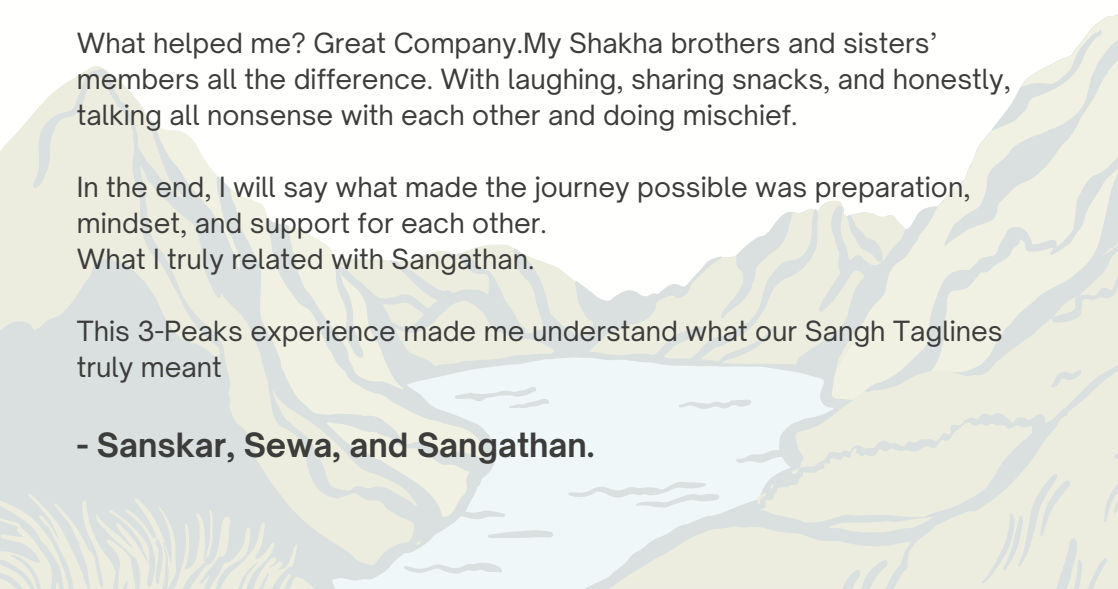 What helped me? Great Company.My Shakha brothers and sisters’
members all the difference. With laughing, sharing snacks, and honestly,
talking all nonsense with each other and doing mischief.
In the end, I will say what made the journey possible was preparation,
mindset, and support for each other.
What I truly related with Sangathan.
This 3-Peaks experience made me understand what our Sangh Taglines
truly meant
- Sanskar, Sewa, and Sangathan.